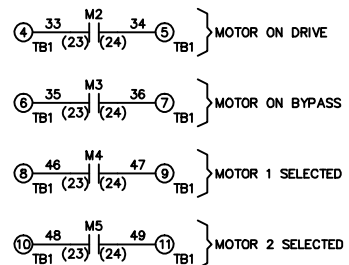 M2
4 33 34 5 MOTOR ON DRIVE
TB1 (23) (24) TB1
M3
6 35 36 7 MOTOR ON BYPASS
TB1 (23) (24) TB1
M4
8 46 47 9 MOTOR 1 SELECTED
TB1 (23) (24) TB1
M5
10 48 49 11 MOTOR 2 SELECTED
TB1 (23) (24) TB1